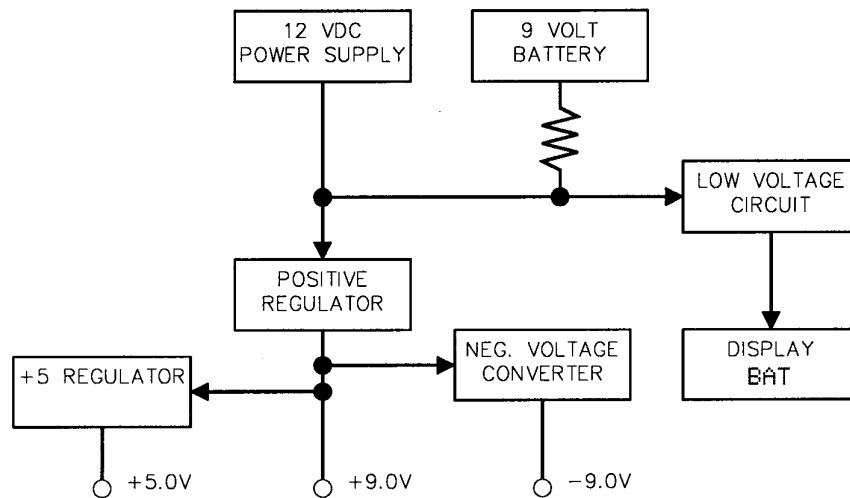 12 VDC
POWER SUPPLY
9 VOLT
BATTERY
LOW VOLTAGE
CIRCUIT
POSITIVE
REGULATOR
+5 REGULATOR
NEG. VOLTAGE
CONVERTER
DISPLAY
BAT
+5.0V
+9.0V
-9.0V